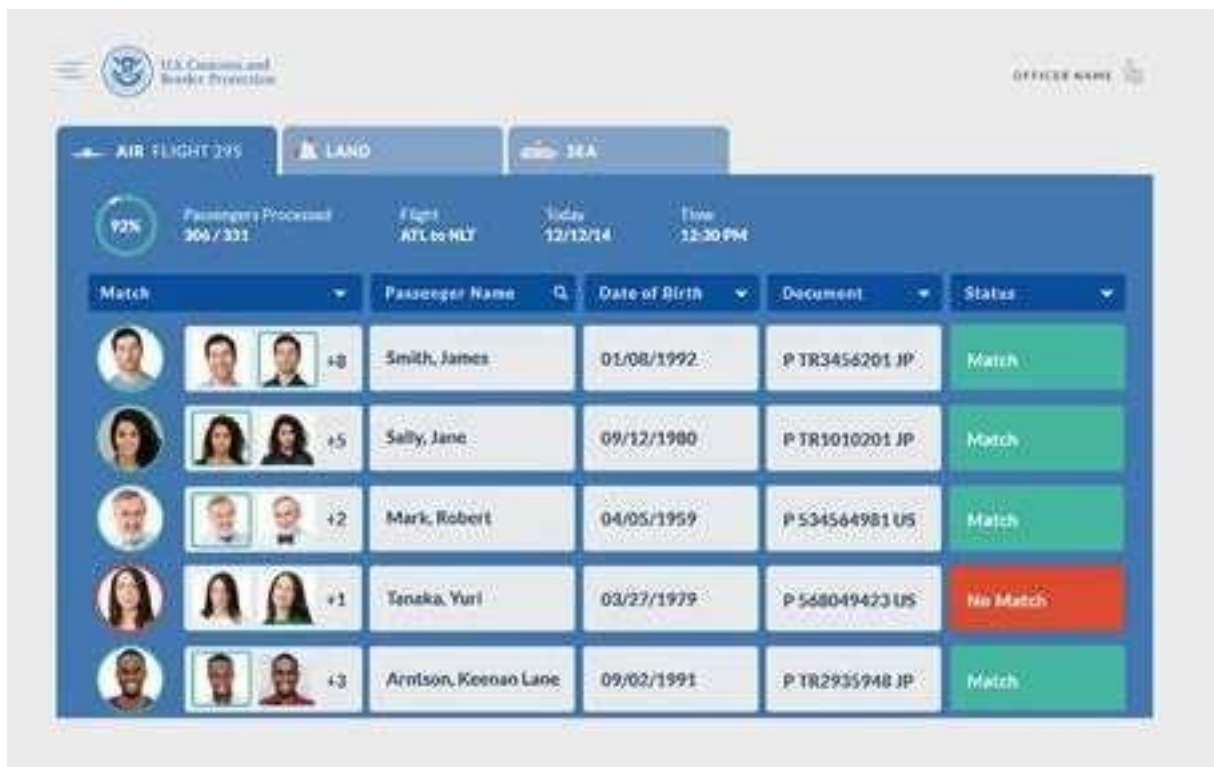 U.S. Customs and
Border Protection
OFFICER NAME
AIR FLIGHT 295
LAND
SEA
92%
Passengers Processed
306 / 331
Flight
ATL to NLT
Today
12/12/14
Time
12:30 PM
Match
Passenger Name
Date of Birth
Document
Status
+8
Smith, James
01/08/1992
P TR3456201 JP
Match
+5
Sally, Jane
09/12/1980
P TR1010201 JP
Match
+2
Mark, Robert
04/05/1959
P 534564981 US
Match
+1
Tanaka, Yuri
03/27/1979
P 568049423 US
No Match
+3
Arntson, Keenan Lane
09/02/1991
P TR2935948 JP
Match